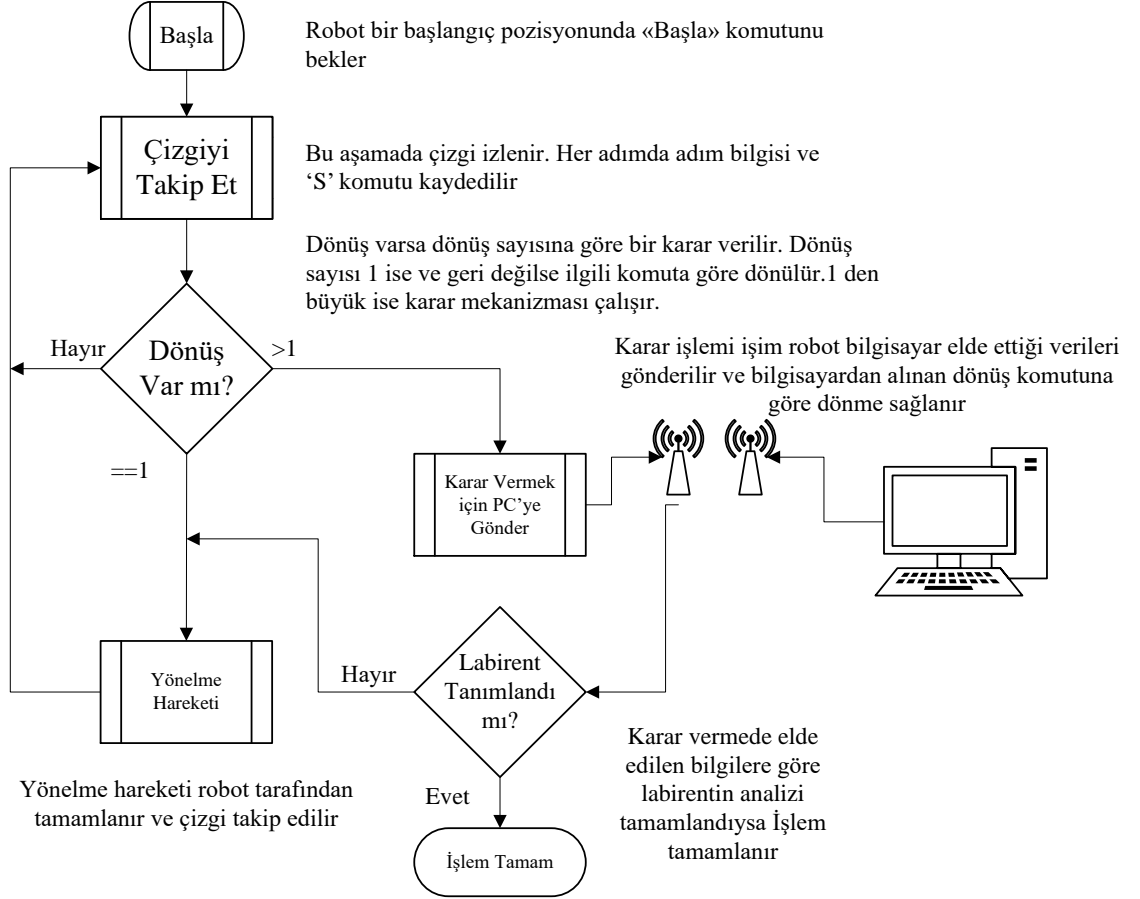 Başla
Robot bir başlangıç pozisyonunda «Başla» komutunu
bekler
Çizgiyi
Takip Et
Bu aşamada çizgi izlenir. Her adımda adım bilgisi ve
‘S’ komutu kaydedilir
Dönüş varsa dönüş sayısına göre bir karar verilir. Dönüş
sayısı 1 ise ve geri değilse ilgili komuta göre dönülür.1 den
büyük ise karar mekanizması çalışır.
Hayır
Dönüş
Var mı?
>1
==1
Karar işlemi işim robot bilgisayar elde ettiği verileri
gönderilir ve bilgisayardan alınan dönüş komutuna
göre dönme sağlanır
Karar Vermek
için PC’ye
Gönder
Yönelme
Hareketi
Hayır
Labirent
Tanımlandı
mı?
Karar vermede elde
edilen bilgilere göre
labirentin analizi
tamamlandıysa İşlem
tamamlanır
Yönelme hareketi robot tarafından
tamamlanır ve çizgi takip edilir
Evet
İşlem Tamam